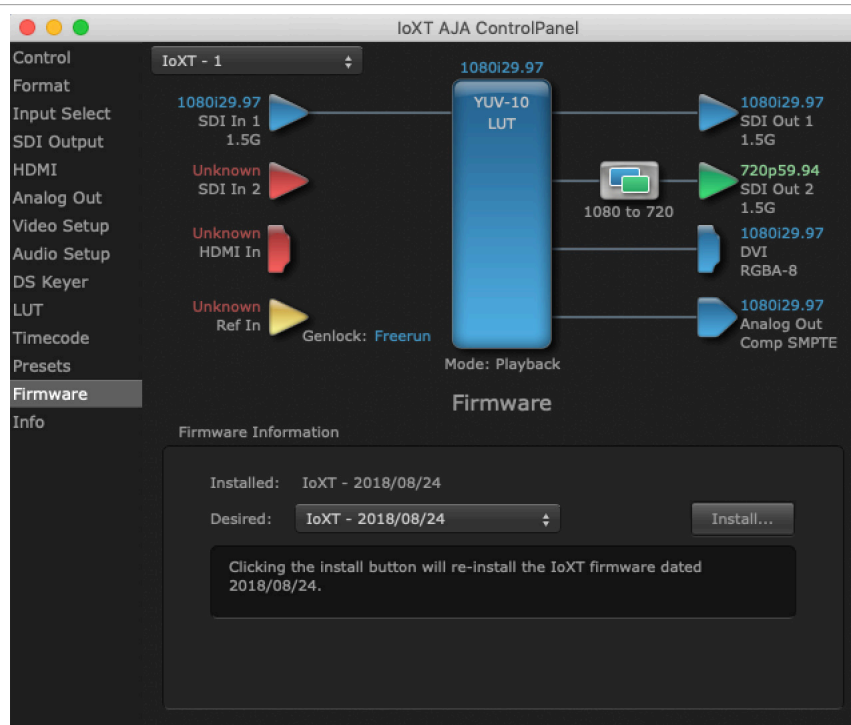 IoXT AJA ControlPanel
Control
Format
Input Select
SDI Output
HDMI
Analog Out
Video Setup
Audio Setup
DS Keyer
LUT
Timecode
Presets
Firmware
Info
IoXT - 1
1080i29.97
1080i29.97
SDI In 1
1.5G
Unknown
SDI In 2
Unknown
HDMI In
Unknown
Ref In
Genlock: Freerun
YUV-10
LUT
Mode: Playback
1080 to 720
1080i29.97
SDI Out 1
1.5G
720p59.94
SDI Out 2
1.5G
1080i29.97
DVI
RGBA-8
1080i29.97
Analog Out
Comp SMPTE
Firmware
Firmware Information
Installed: IoXT - 2018/08/24
Desired: IoXT - 2018/08/24 Install...
Clicking the install button will re-install the IoXT firmware dated
2018/08/24.